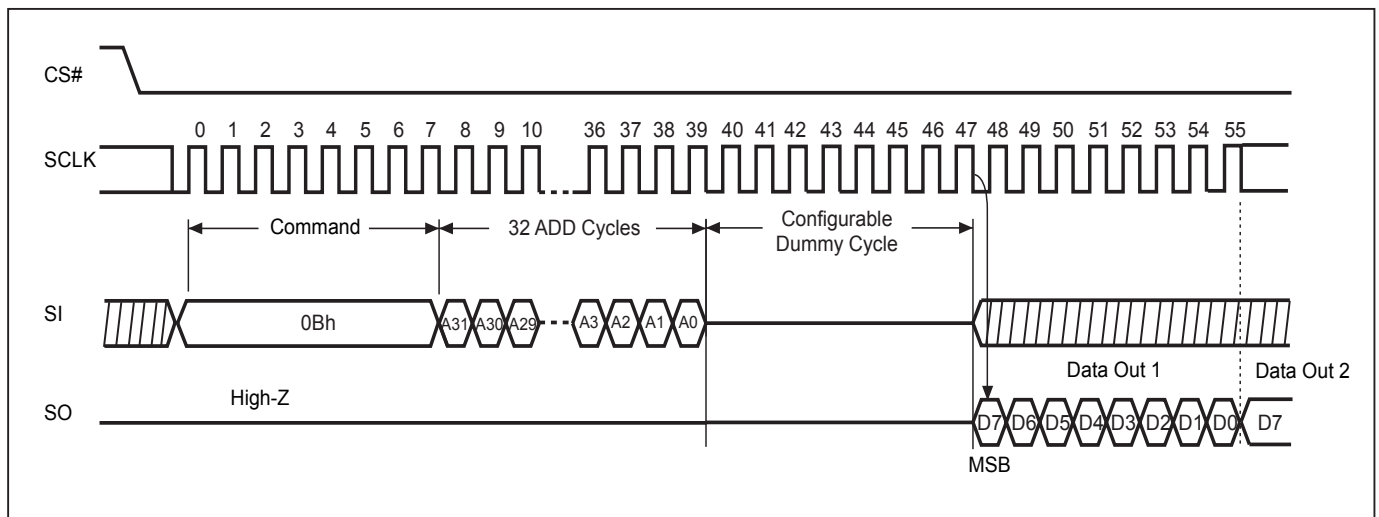 CS#
0 1 2 3 4 5 6 7 8 9 10 36 37 38 39 40 41 42 43 44 45 46 47 48 49 50 51 52 53 54 55
SCLK
Command
32 ADD Cycles
Configurable
Dummy Cycle
SI
0Bh
A31 A30 A29 A3 A2 A1 A0
Data Out 1
Data Out 2
High-Z
SO
D7 D6 D5 D4 D3 D2 D1 D0 D7
MSB